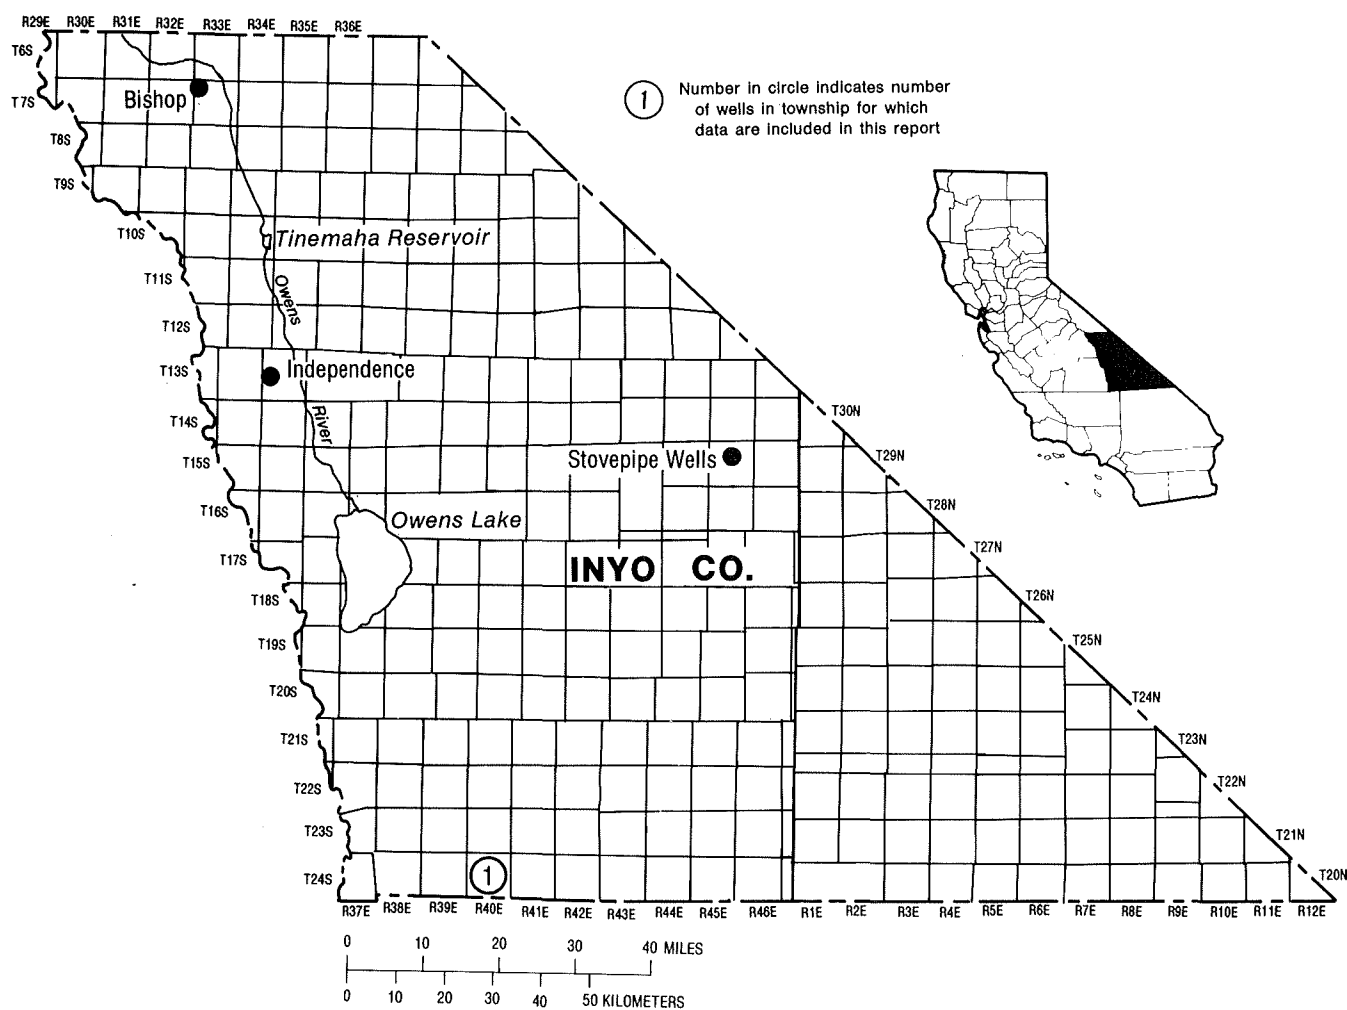 R29E R30E R31E R32E R33E R34E R35E R36E
T6S
T7S
T8S
T9S
T10S
T11S
T12S
T13S
T14S
T15S
T16S
T17S
T18S
T19S
T20S
T21S
T22S
T23S
T24S
Bishop
Tinemaha Reservoir
Owens
Independence
River
Stovepipe Wells
Owens Lake
INYO CO.
1
Number in circle indicates number
of wells in township for which
data are included in this report
T30N
T29N
T28N
T27N
T26N
T25N
T24N
T23N
T22N
T21N
T20N
1
R37E R38E R39E R40E R41E R42E R43E R44E R45E R46E R1E R2E R3E R4E R5E R6E R7E R8E R9E R10E R11E R12E
0 10 20 30 40 MILES
0 10 20 30 40 50 KILOMETERS